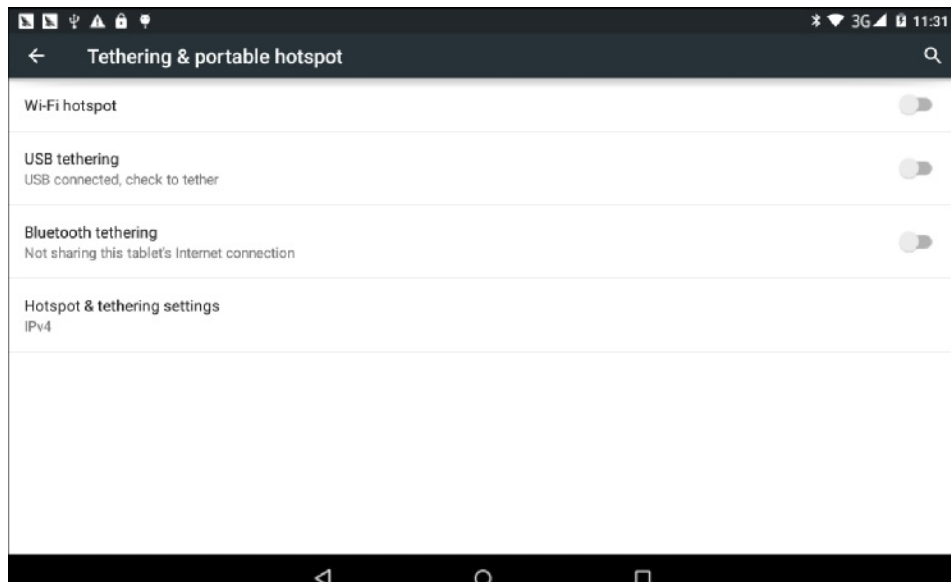 3G 11:31
Tethering & portable hotspot
Wi-Fi hotspot
USB tethering
USB connected, check to tether
Bluetooth tethering
Not sharing this tablet's Internet connection
Hotspot & tethering settings
IPv4